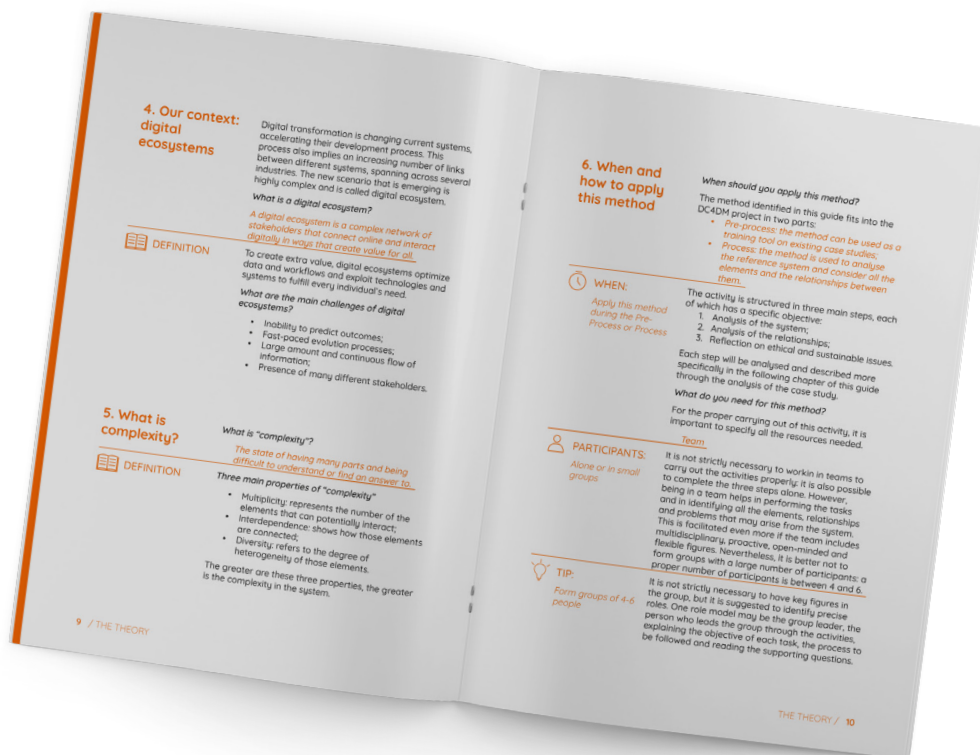 4. Our context:
digital
ecosystems
Digital transformation is changing current systems,
accelerating their development process. This
process also implies an increasing number of links
between different systems, spanning across several
industries. The new scenario that is emerging is
highly complex and is called digital ecosystem.
What is a digital ecosystem?
DEFINITION
A digital ecosystem is a complex network of
stakeholders that connect online and interact
digitally in ways that create value for all.
To create extra value, digital ecosystems optimize
data and workflows and exploit technologies and
systems to fulfill every individual's need.
What are the main challenges of digital
ecosystems?
• Inability to predict outcomes;
• Fast-paced evolution processes;
• Large amount and continuous flow of
information;
• Presence of many different stakeholders.
5. What is
complexity?
What is "complexity"?
DEFINITION
The state of having many parts and being
difficult to understand or find an answer to.
Three main properties of "complexity"
• Multiplicity: represents the number of the
elements that can potentially interact;
• Interdependence: shows how those elements
are connected;
• Diversity: refers to the degree of
heterogeneity of those elements.
The greater are these three properties, the greater
is the complexity in the system.
9 / THE THEORY
6. When and
how to apply
this method
When should you apply this method?
The method identified in this guide fits into the
DC4DM project in two parts:
• Pre-process: the method can be used as a
training tool on existing case studies;
• Process: the method is used to analyse
the reference system and consider all the
elements and the relationships between
them.
WHEN:
Apply this method
during the Pre-
Process or Process
The activity is structured in three main steps, each
of which has a specific objective:
1. Analysis of the system;
2. Analysis of the relationships;
3. Reflection on ethical and sustainable issues.
Each step will be analysed and described more
specifically in the following chapter of this guide
through the analysis of the case study.
What do you need for this method?
For the proper carrying out of this activity, it is
important to specify all the resources needed.
Team
PARTICIPANTS:
Alone or in small
groups
It is not strictly necessary to workin in teams to
carry out the activities properly: it is also possible
to complete the three steps alone. However,
being in a team helps in performing the tasks
and in identifying all the elements, relationships
and problems that may arise from the system.
This is facilitated even more if the team includes
multidisciplinary, proactive, open-minded and
flexible figures. Nevertheless, it is better not to
form groups with a large number of participants: a
proper number of participants is between 4 and 6.
TIP:
Form groups of 4-6
people
It is not strictly necessary to have key figures in
the group, but it is suggested to identify precise
roles. One role model may be the group leader, the
person who leads the group through the activities,
explaining the objective of each task, the process to
be followed and reading the supporting questions.
THE THEORY / 10